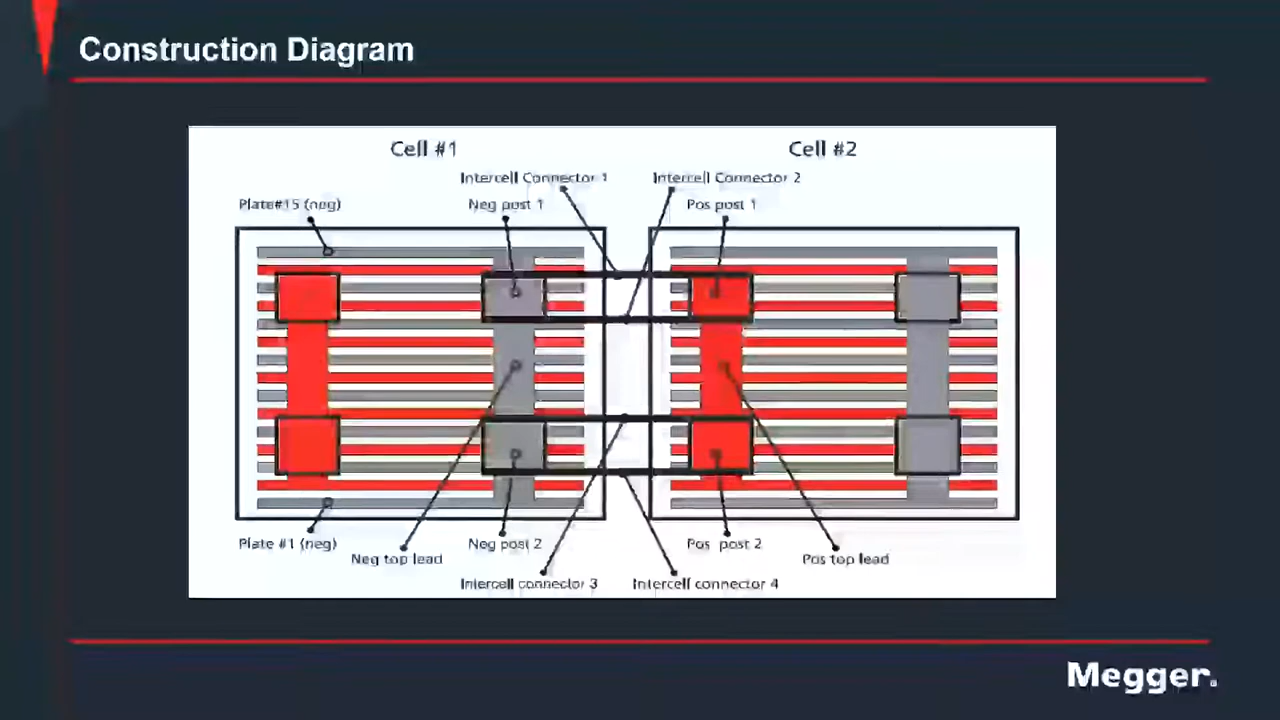 Construction Diagram
Cell #1
Cell #2
Intercell Connector 1
Intercell Connector 2
Plate#15 (neg)
Neg post 1
Pos post 1
Plate #1 (neg)
Neg top lead
Neg post 2
Pos post 2
Pos top lead
Intercell connector 3
Intercell connector 4
Megger.